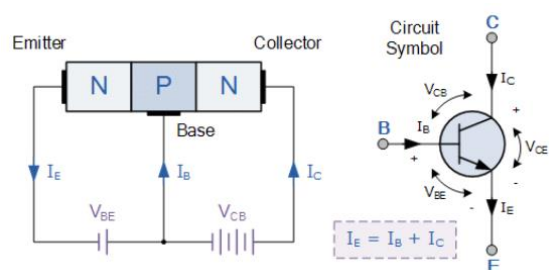 Emitter
Collector
N
P
N
Base
I_E
I_B
I_C
V_BE
V_CB
Circuit
Symbol
C
V_CB
I_C
+
B
I_B
+
V_CE
V_BE
-
-
I_E
I_E = I_B + I_C
E